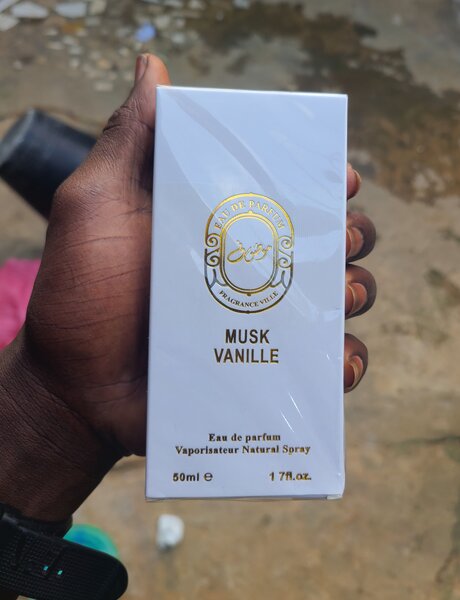 EAU DE PARFUM
FRAGRANCE VILLE
MUSK
VANILLE
Eau de parfum
Vaporisateur Natural Spray
50ml e 1 7fl.oz.